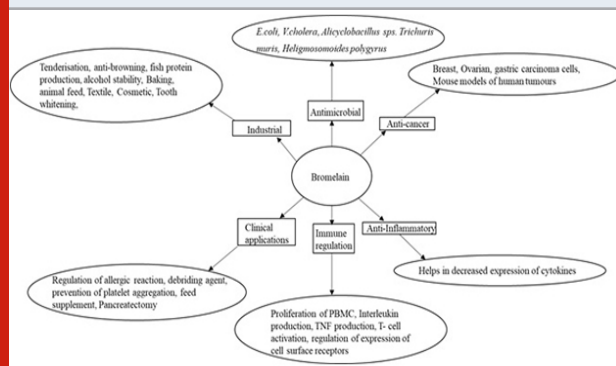 E.coli, V.cholera, Alicyclobacillus sps. Trichuris
muris, Heligmosomoides polygyrus
Tenderisation, anti-browning, fish protein
production, alcohol stability, Baking,
animal feed, Textile, Cosmetic, Tooth
whitening,
Breast, Ovarian, gastric carcinoma cells,
Mouse models of human tumours
Antimicrobial
Industrial
Anti-cancer
Bromelain
Clinical
applications
Immune
regulation
Anti-Inflammatory
Regulation of allergic reaction, debriding agent,
prevention of platelet aggregation, feed
supplement, Pancreatectomy
Helps in decreased expression of cytokines
Proliferation of PBMC, Interleukin
production, TNF production, T- cell
activation, regulation of expression of
cell surface receptors